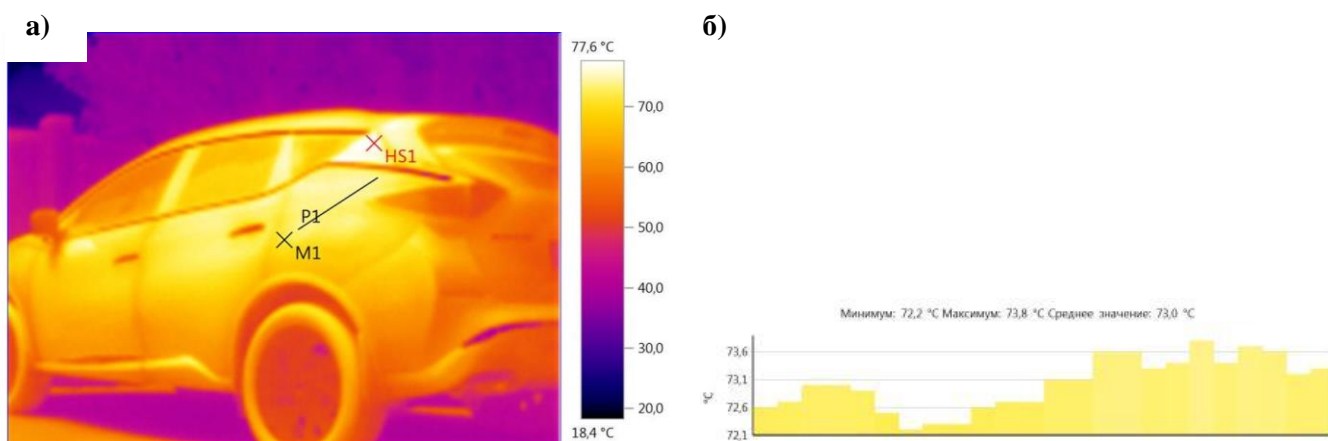 а)
б)
77,6 °C
70,0
60,0
HS1
50,0
P1
M1
40,0
30,0
20,0
18,4 °C
Минимум: 72,2 °C Максимум: 73,8 °C Среднее значение: 73,0 °C
73,6
73,1
°C
72,6
72,1